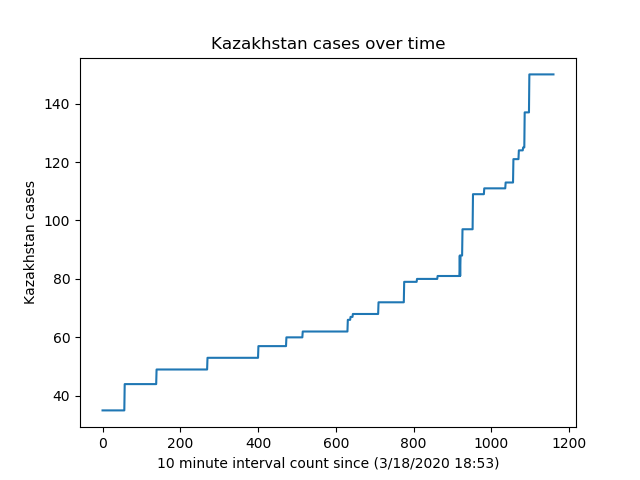 Kazakhstan cases over time
Kazakhstan cases
140
120
100
80
60
40
0 200 400 600 800 1000 1200
10 minute interval count since (3/18/2020 18:53)